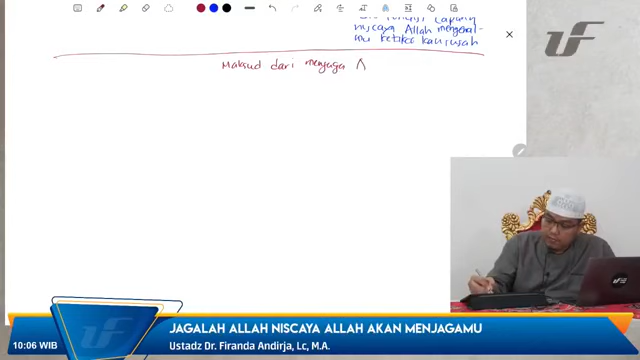 niscaya Allah mengenal-
mu ketika kau susah
Maksud dari menjaga A
JAGALAH ALLAH NISCAYA ALLAH AKAN MENJAGAMU
10:06 WIB
Ustadz Dr. Firanda Andirja, Lc, M.A.